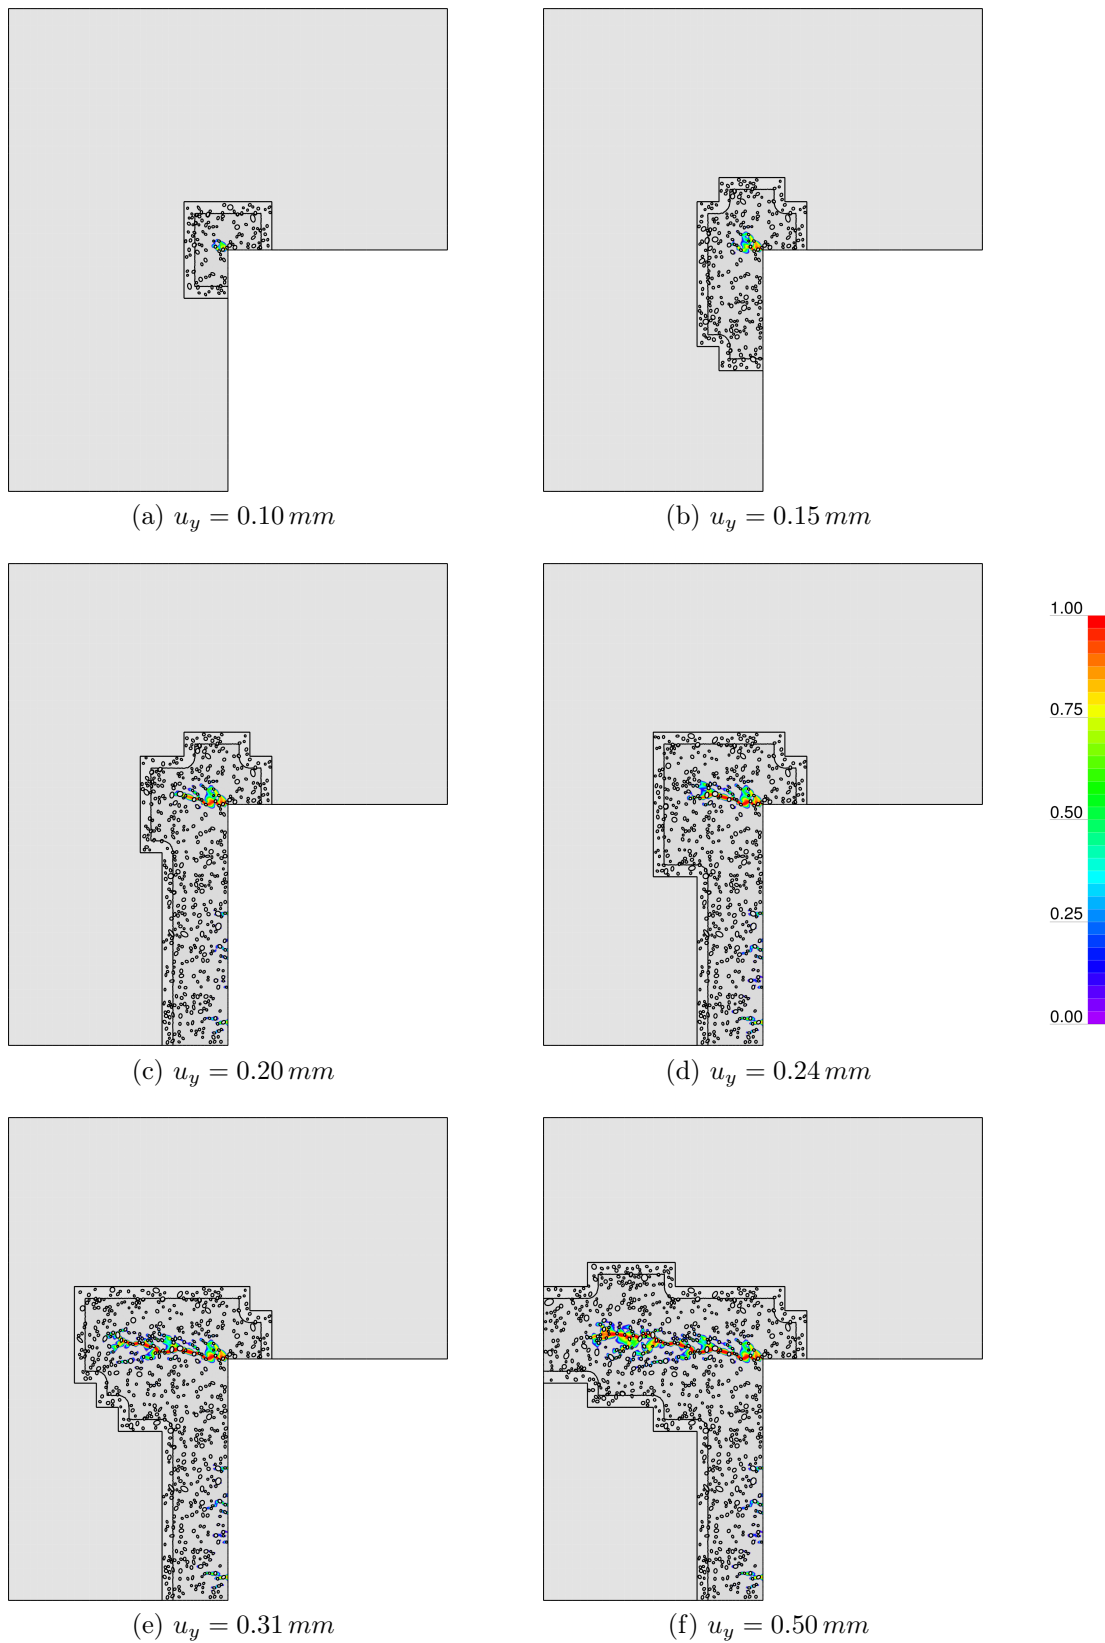 (a) u_y = 0.10 mm
(b) u_y = 0.15 mm
(c) u_y = 0.20 mm
(d) u_y = 0.24 mm
1.00
0.75
0.50
0.25
0.00
(e) u_y = 0.31 mm
(f) u_y = 0.50 mm